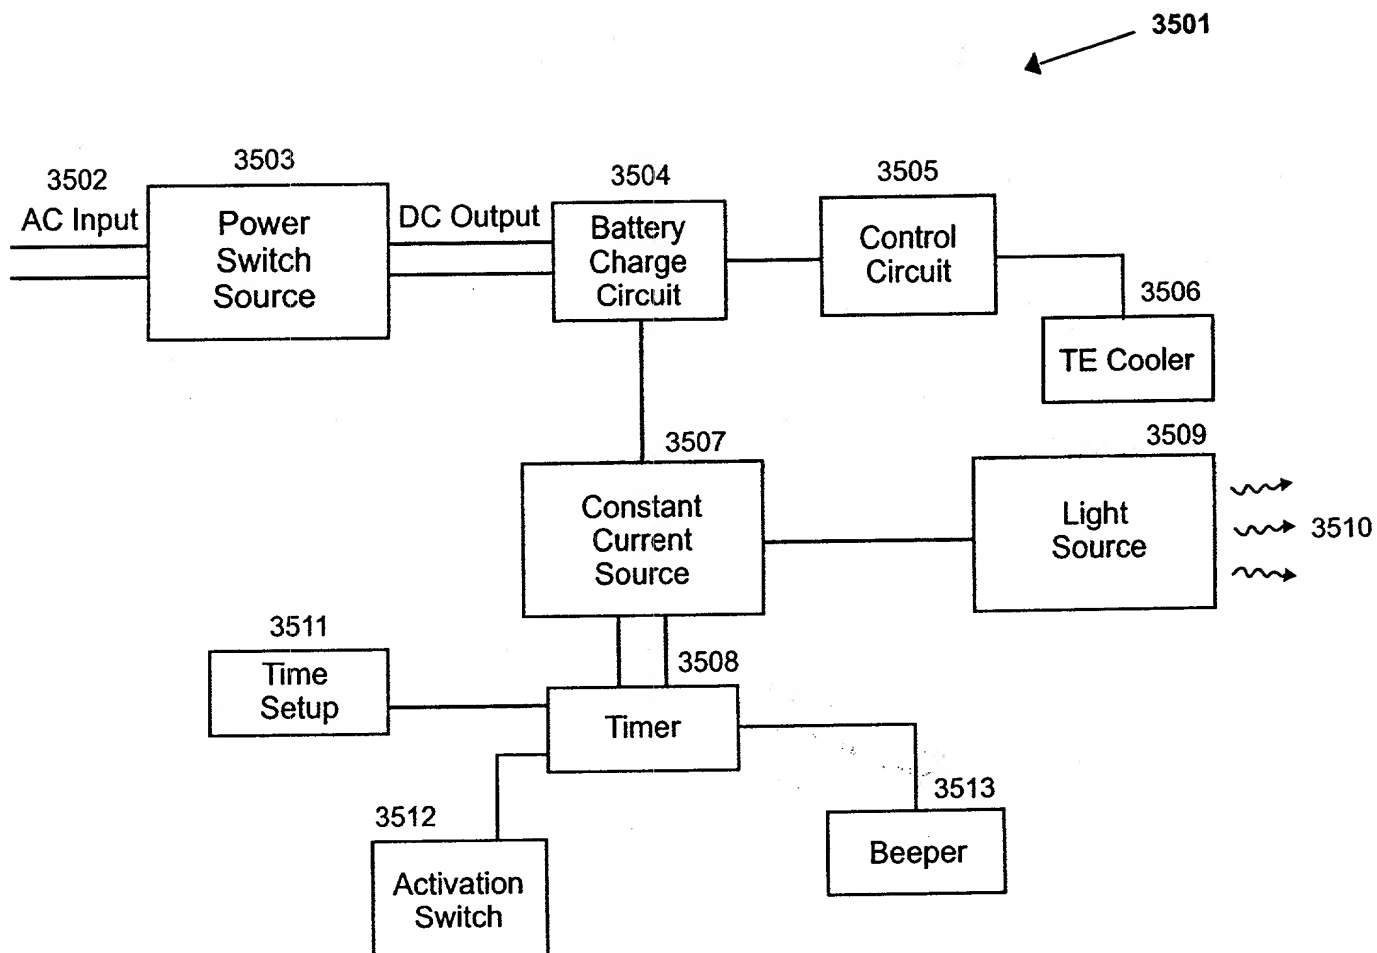 3501
3502
AC Input
3503
Power
Switch
Source
DC Output
3504
Battery
Charge
Circuit
3505
Control
Circuit
3506
TE Cooler
3507
Constant
Current
Source
3509
Light
Source
3510
3511
Time
Setup
3508
Timer
3512
Activation
Switch
3513
Beeper